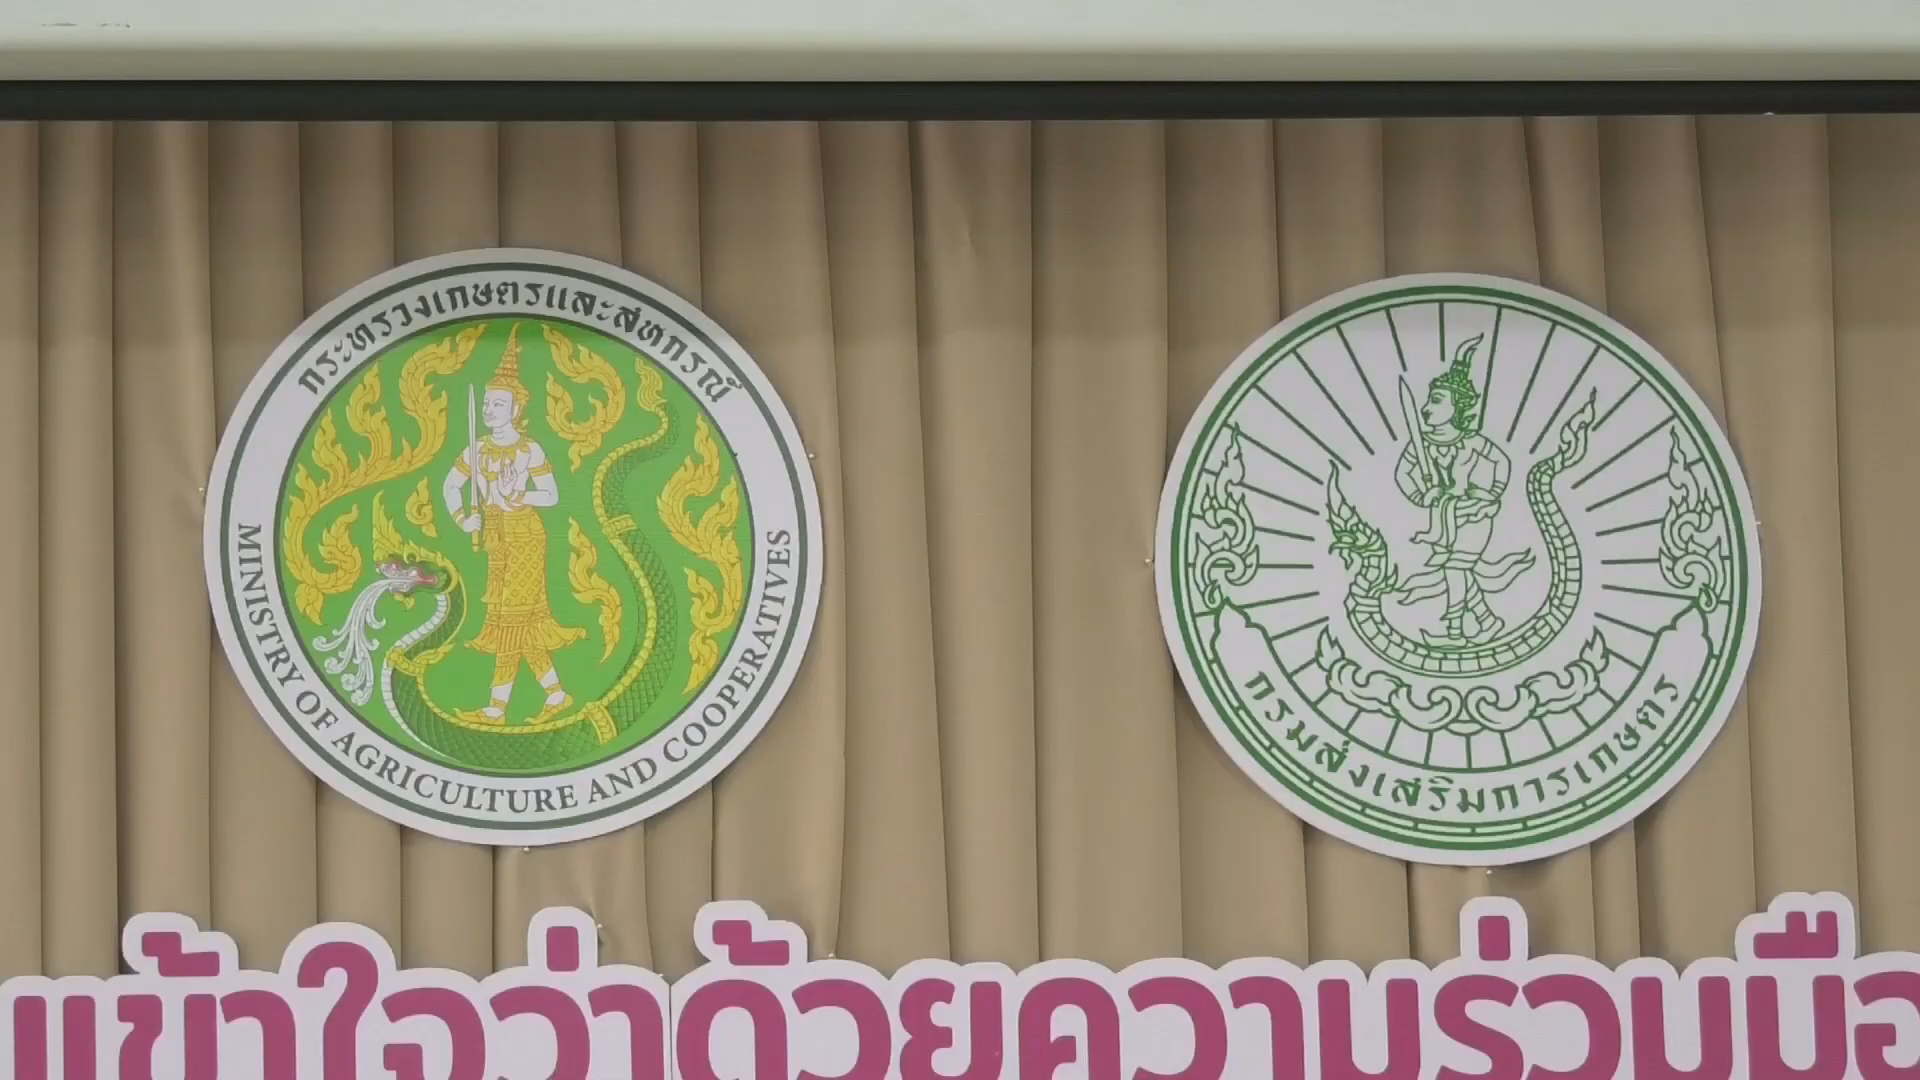 กระทรวงเกษตรและสหกรณ์
MINISTRY OF AGRICULTURE AND COOPERATIVES
กรมส่งเสริมการเกษตร
เข้าใจว่าด้วยความร่วมมือ